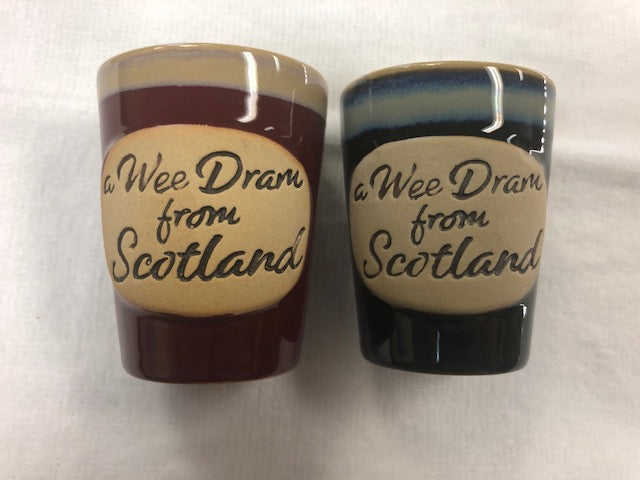 a Wee Dram
from
Scotland
a Wee Dram
from
Scotland